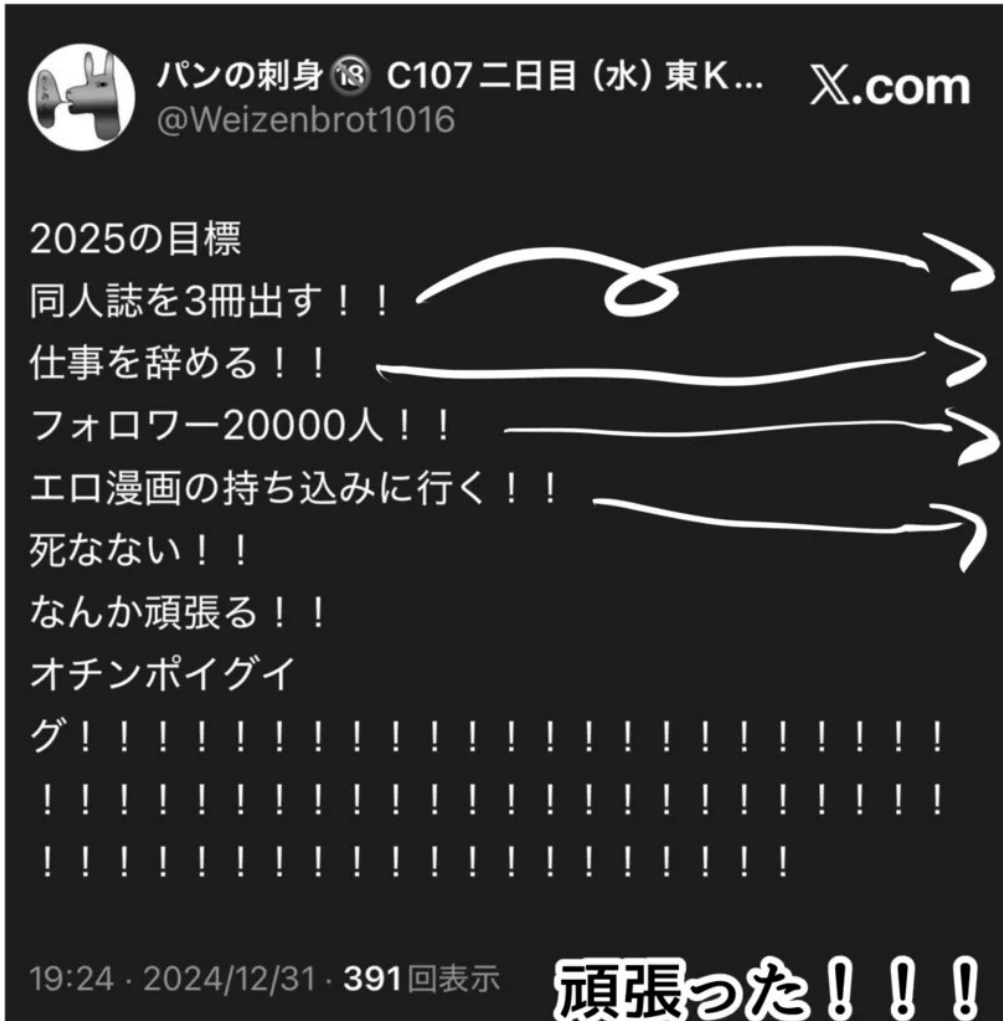 パンの刺身🔞 C107二日目（水）東K...
X.com
@Weizenbrot1016
2025の目標
同人誌を3冊出す！！
仕事を辞める！！
フォロワー20000人！！
エロ漫画の持ち込みに行く！！
死なない！！
なんか頑張る！！
オチンポイグイ
グ！！！！！！！！！！！！！！！！！！！！！！！
！！！！！！！！！！！！！！！！！！！！！！！！
！！！！！！！！！！！！！！！！！！！！
19:24 · 2024/12/31 · 391回表示
頑張った！！！